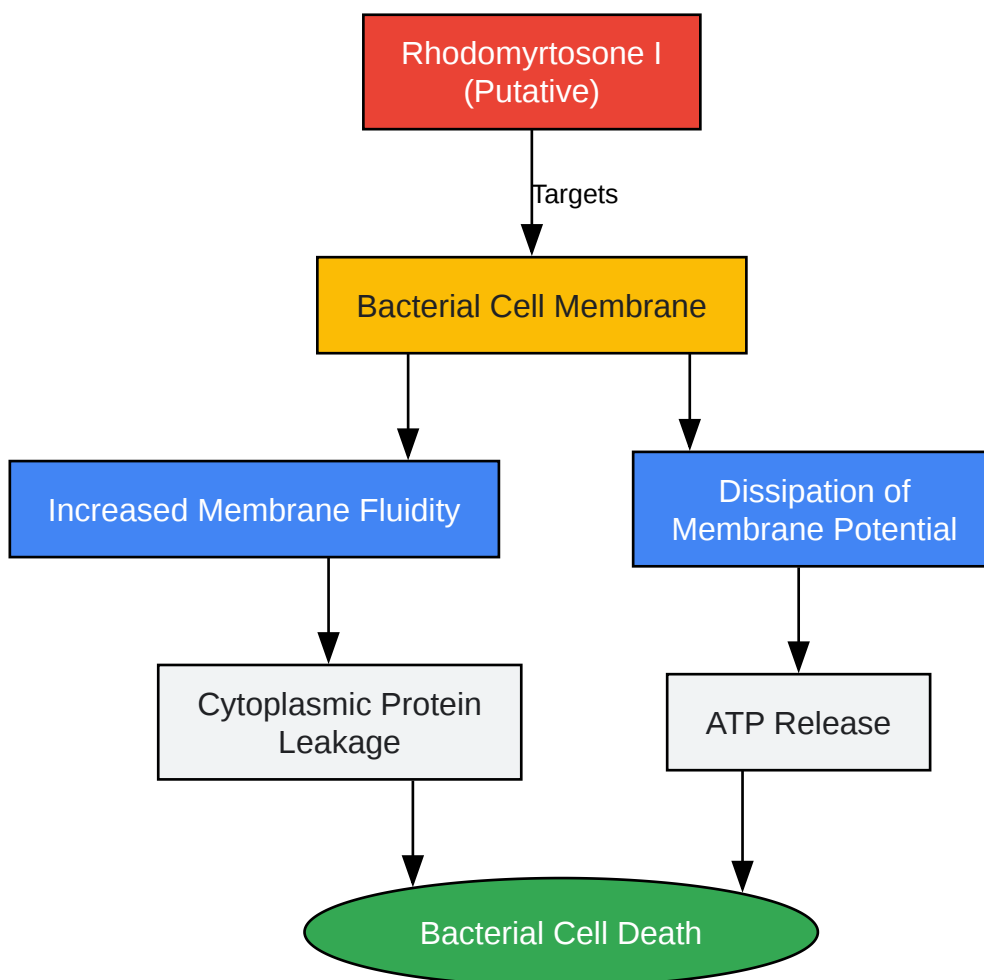 Rhodomyrtosone I
(Putative)
Targets
Bacterial Cell Membrane
Increased Membrane Fluidity
Dissipation of
Membrane Potential
Cytoplasmic Protein
Leakage
ATP Release
Bacterial Cell Death